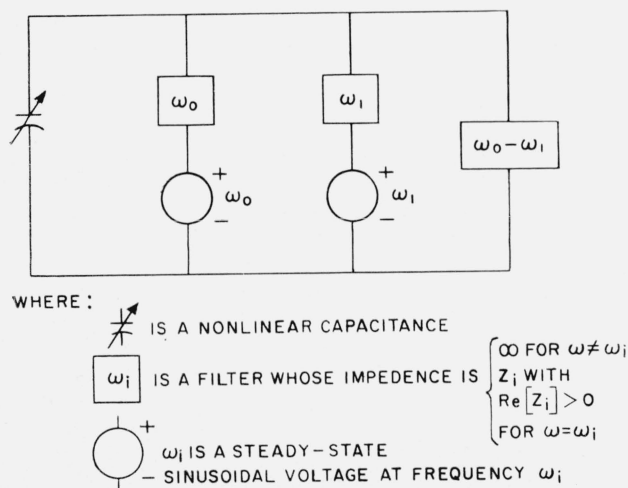 ω₀
ω₁
ω₀ – ω₁
+
ω₀
–
+
ω₁
–
WHERE:
IS A NONLINEAR CAPACITANCE
ωᵢ IS A FILTER WHOSE IMPEDENCE IS
∞ FOR ω ≠ ωᵢ
Zᵢ WITH
Re[Zᵢ] > 0
FOR ω = ωᵢ
+
ωᵢ IS A STEADY-STATE
– SINUSOIDAL VOLTAGE AT FREQUENCY ωᵢ